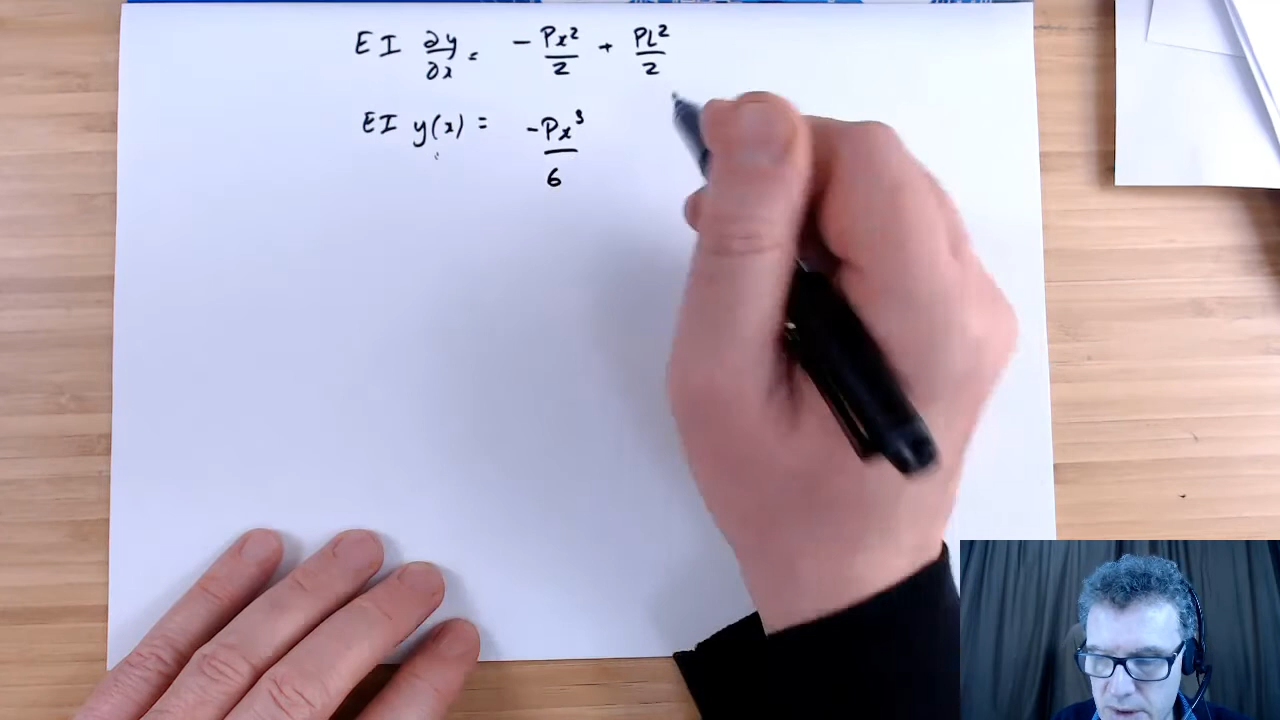 EI ∂y/∂x = - Px²/2 + PL²/2
EI y(x) = -Px³/6